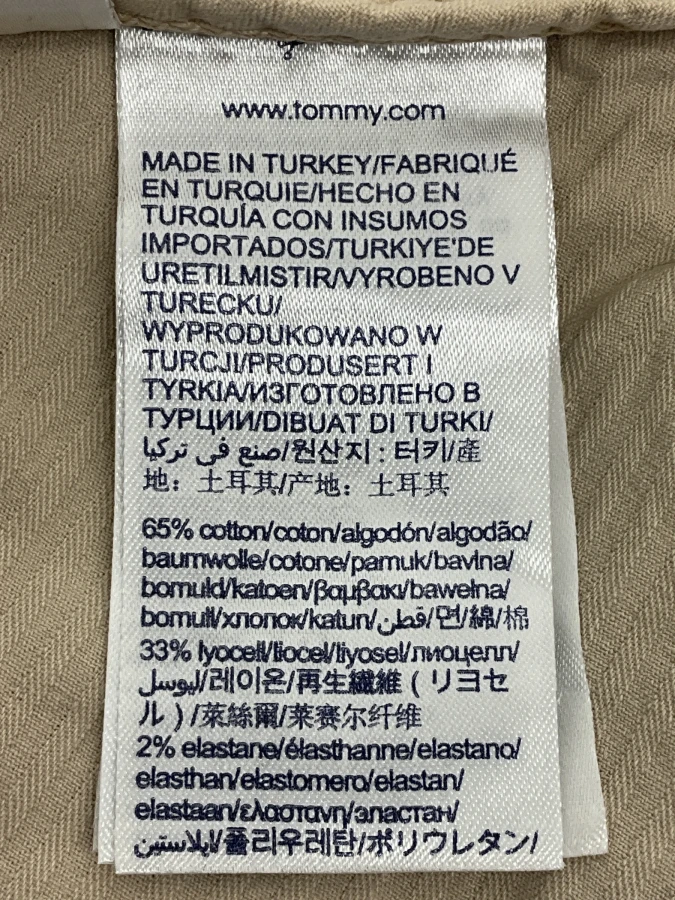 www.tommy.com
MADE IN TURKEY/FABRIQUÉ
EN TURQUIE/HECHO EN
TURQUÍA CON INSUMOS
IMPORTADOS/TURKIYE'DE
URETILMISTIR/VYROBENO V
TURECKU/
WYPRODUKOWANO W
TURCJI/PRODUSERT I
TYRKIA/ИЗГОТОВЛЕНО В
ТУРЦИИ/DIBUAT DI TURKI/
صنع في تركيا/원산지 : 터키/產
地：土耳其/产地：土耳其
65% cotton/coton/algodón/algodão/
baumwolle/cotone/pamuk/bavlna/
bomuld/katoen/βαμβακι/bawełna/
bomull/хлопок/katun/قطن/면/綿/棉
33% lyocell/liocel/liyosel/лиоцелл/
ليوسل/레이온/再生繊維 ( リヨセ
ル ) /萊絲爾/莱赛尔纤维
2% elastane/élasthanne/elastano/
elasthan/elastomero/elastan/
elastaan/ελαστανη/эластан/
ايلاستين/폴리우레탄/ポリウレタン/